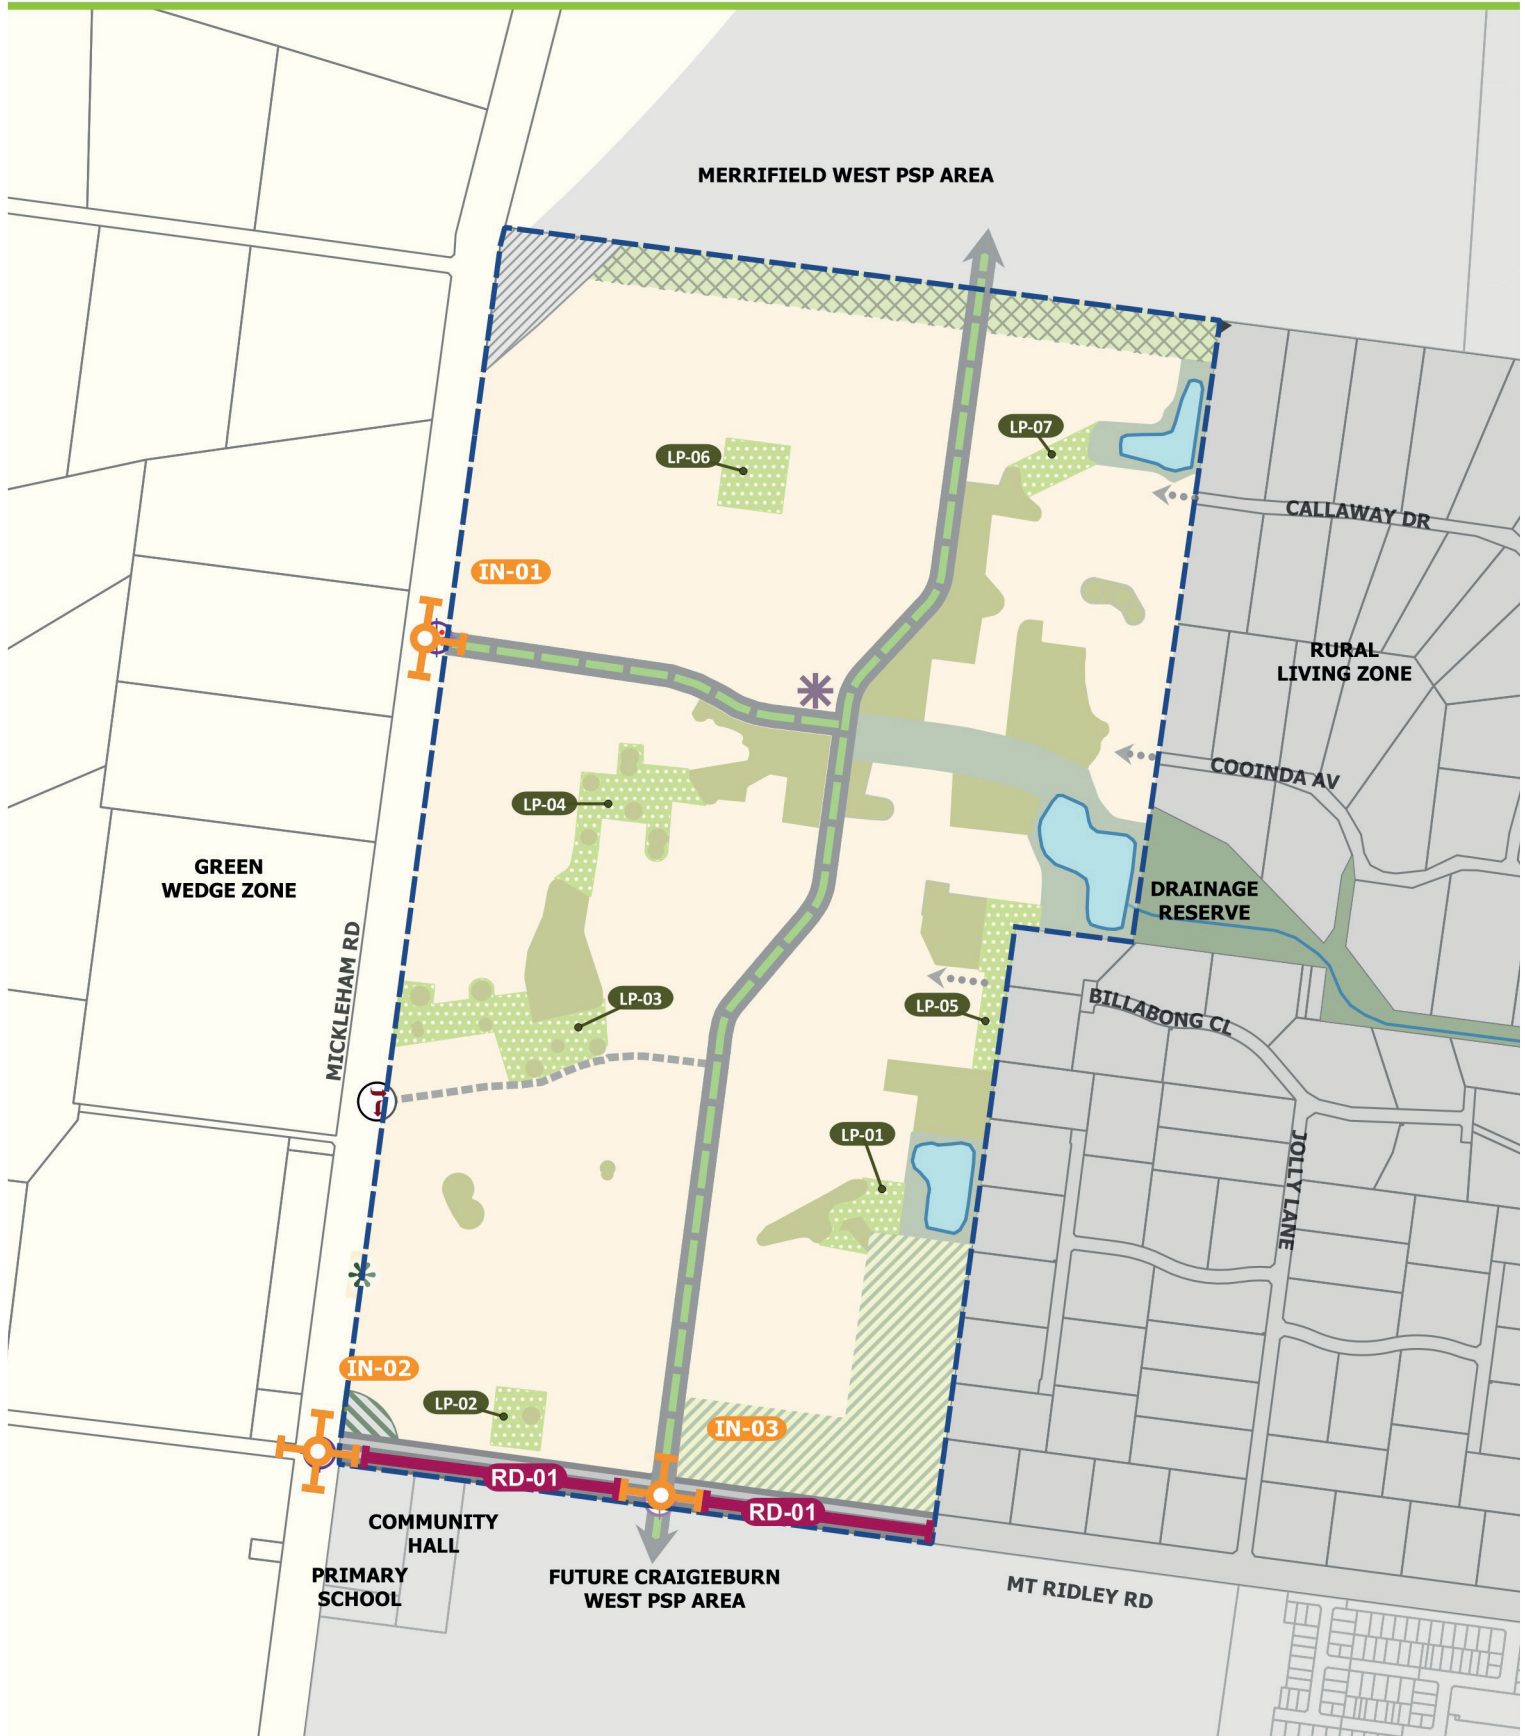 MERRIFIELD WEST PSP AREA
LP-07
LP-06
CALLAWAY DR
IN-01
RURAL
LIVING ZONE
COOINDA AV
LP-04
GREEN
WEDGE ZONE
DRAINAGE
RESERVE
MICKLEHAM RD
LP-03
LP-05
BILLABONG CL
LP-01
JOLLY LANE
IN-02
LP-02
IN-03
RD-01
RD-01
COMMUNITY
HALL
PRIMARY
SCHOOL
FUTURE CRAIGIEBURN
WEST PSP AREA
MT RIDLEY RD